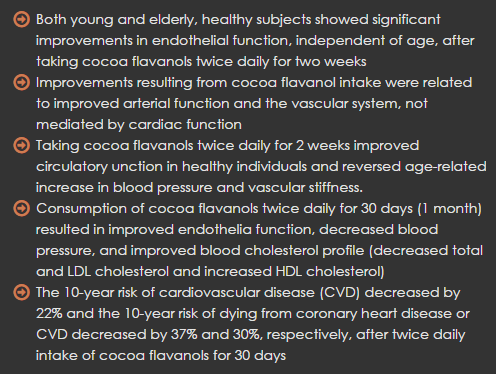 Both young and elderly, healthy subjects showed significant
improvements in endothelial function, independent of age, after
taking cocoa flavanols twice daily for two weeks
Improvements resulting from cocoa flavanol intake were related
to improved arterial function and the vascular system, not
mediated by cardiac function
Taking cocoa flavanols twice daily for 2 weeks improved
circulatory unction in healthy individuals and reversed age-related
increase in blood pressure and vascular stiffness.
Consumption of cocoa flavanols twice daily for 30 days (1 month)
resulted in improved endothelia function, decreased blood
pressure, and improved blood cholesterol profile (decreased total
and LDL cholesterol and increased HDL cholesterol)
The 10-year risk of cardiovascular disease (CVD) decreased by
22% and the 10-year risk of dying from coronary heart disease or
CVD decreased by 37% and 30%, respectively, after twice daily
intake of cocoa flavanols for 30 days